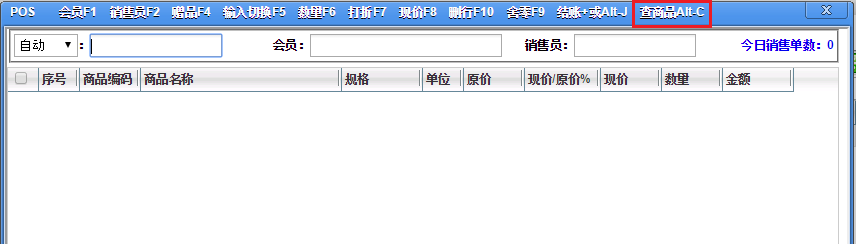 POS 会员F1 销售员F2 赠品F4 输入切换F5 数量F6 打折F7 现价F8 删行F10 舍零F9 结账+或Alt-J 查商品Alt-C
自动 : 会员: 销售员: 今日销售单数: 0
序号 商品编码 商品名称 规格 单位 原价 现价/原价% 现价 数量 金额